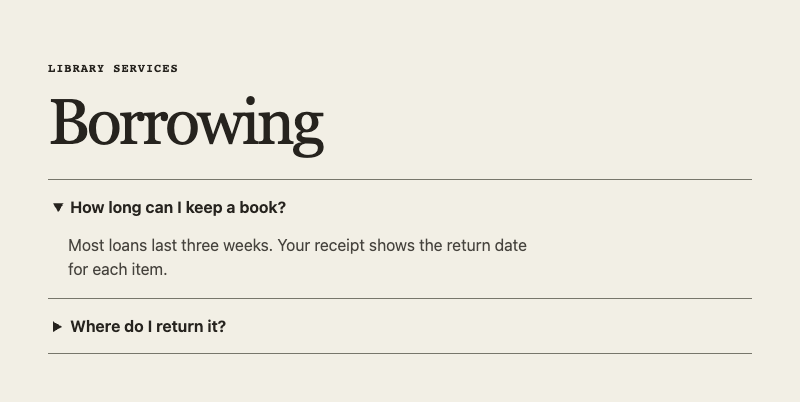 LIBRARY SERVICES
Borrowing
How long can I keep a book?
Most loans last three weeks. Your receipt shows the return date
for each item.
Where do I return it?